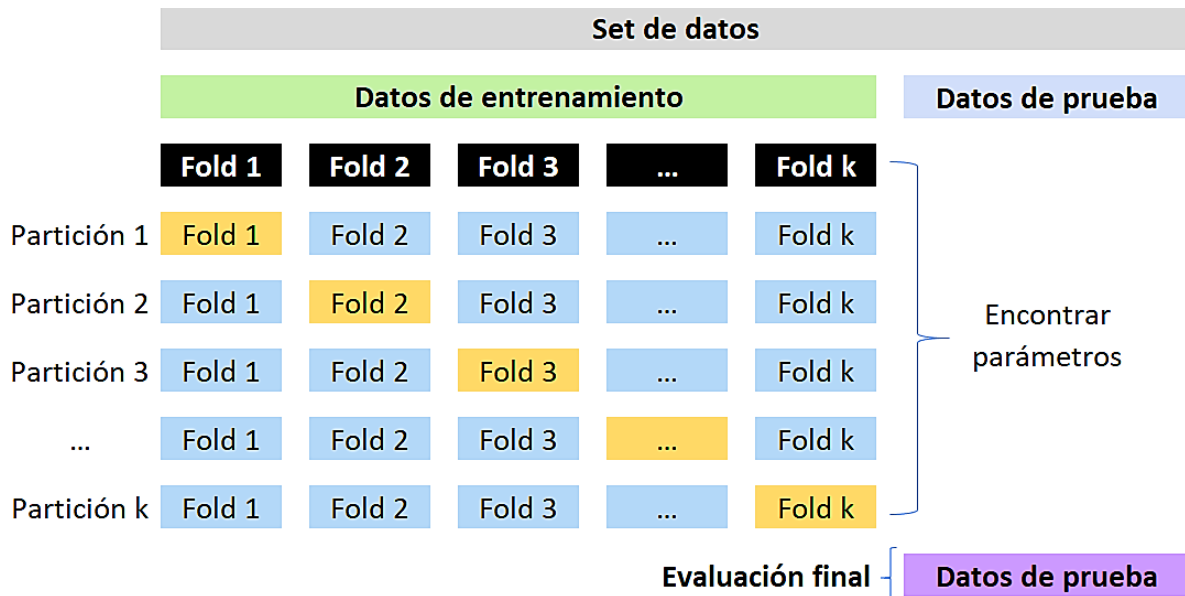 Set de datos
Datos de entrenamiento Datos de prueba
Fold 1 Fold 2 Fold 3 ... Fold k
Partición 1 Fold 1 Fold 2 Fold 3 ... Fold k
Partición 2 Fold 1 Fold 2 Fold 3 ... Fold k
Partición 3 Fold 1 Fold 2 Fold 3 ... Fold k
... Fold 1 Fold 2 Fold 3 ... Fold k
Partición k Fold 1 Fold 2 Fold 3 ... Fold k
Encontrar
parámetros
Evaluación final Datos de prueba